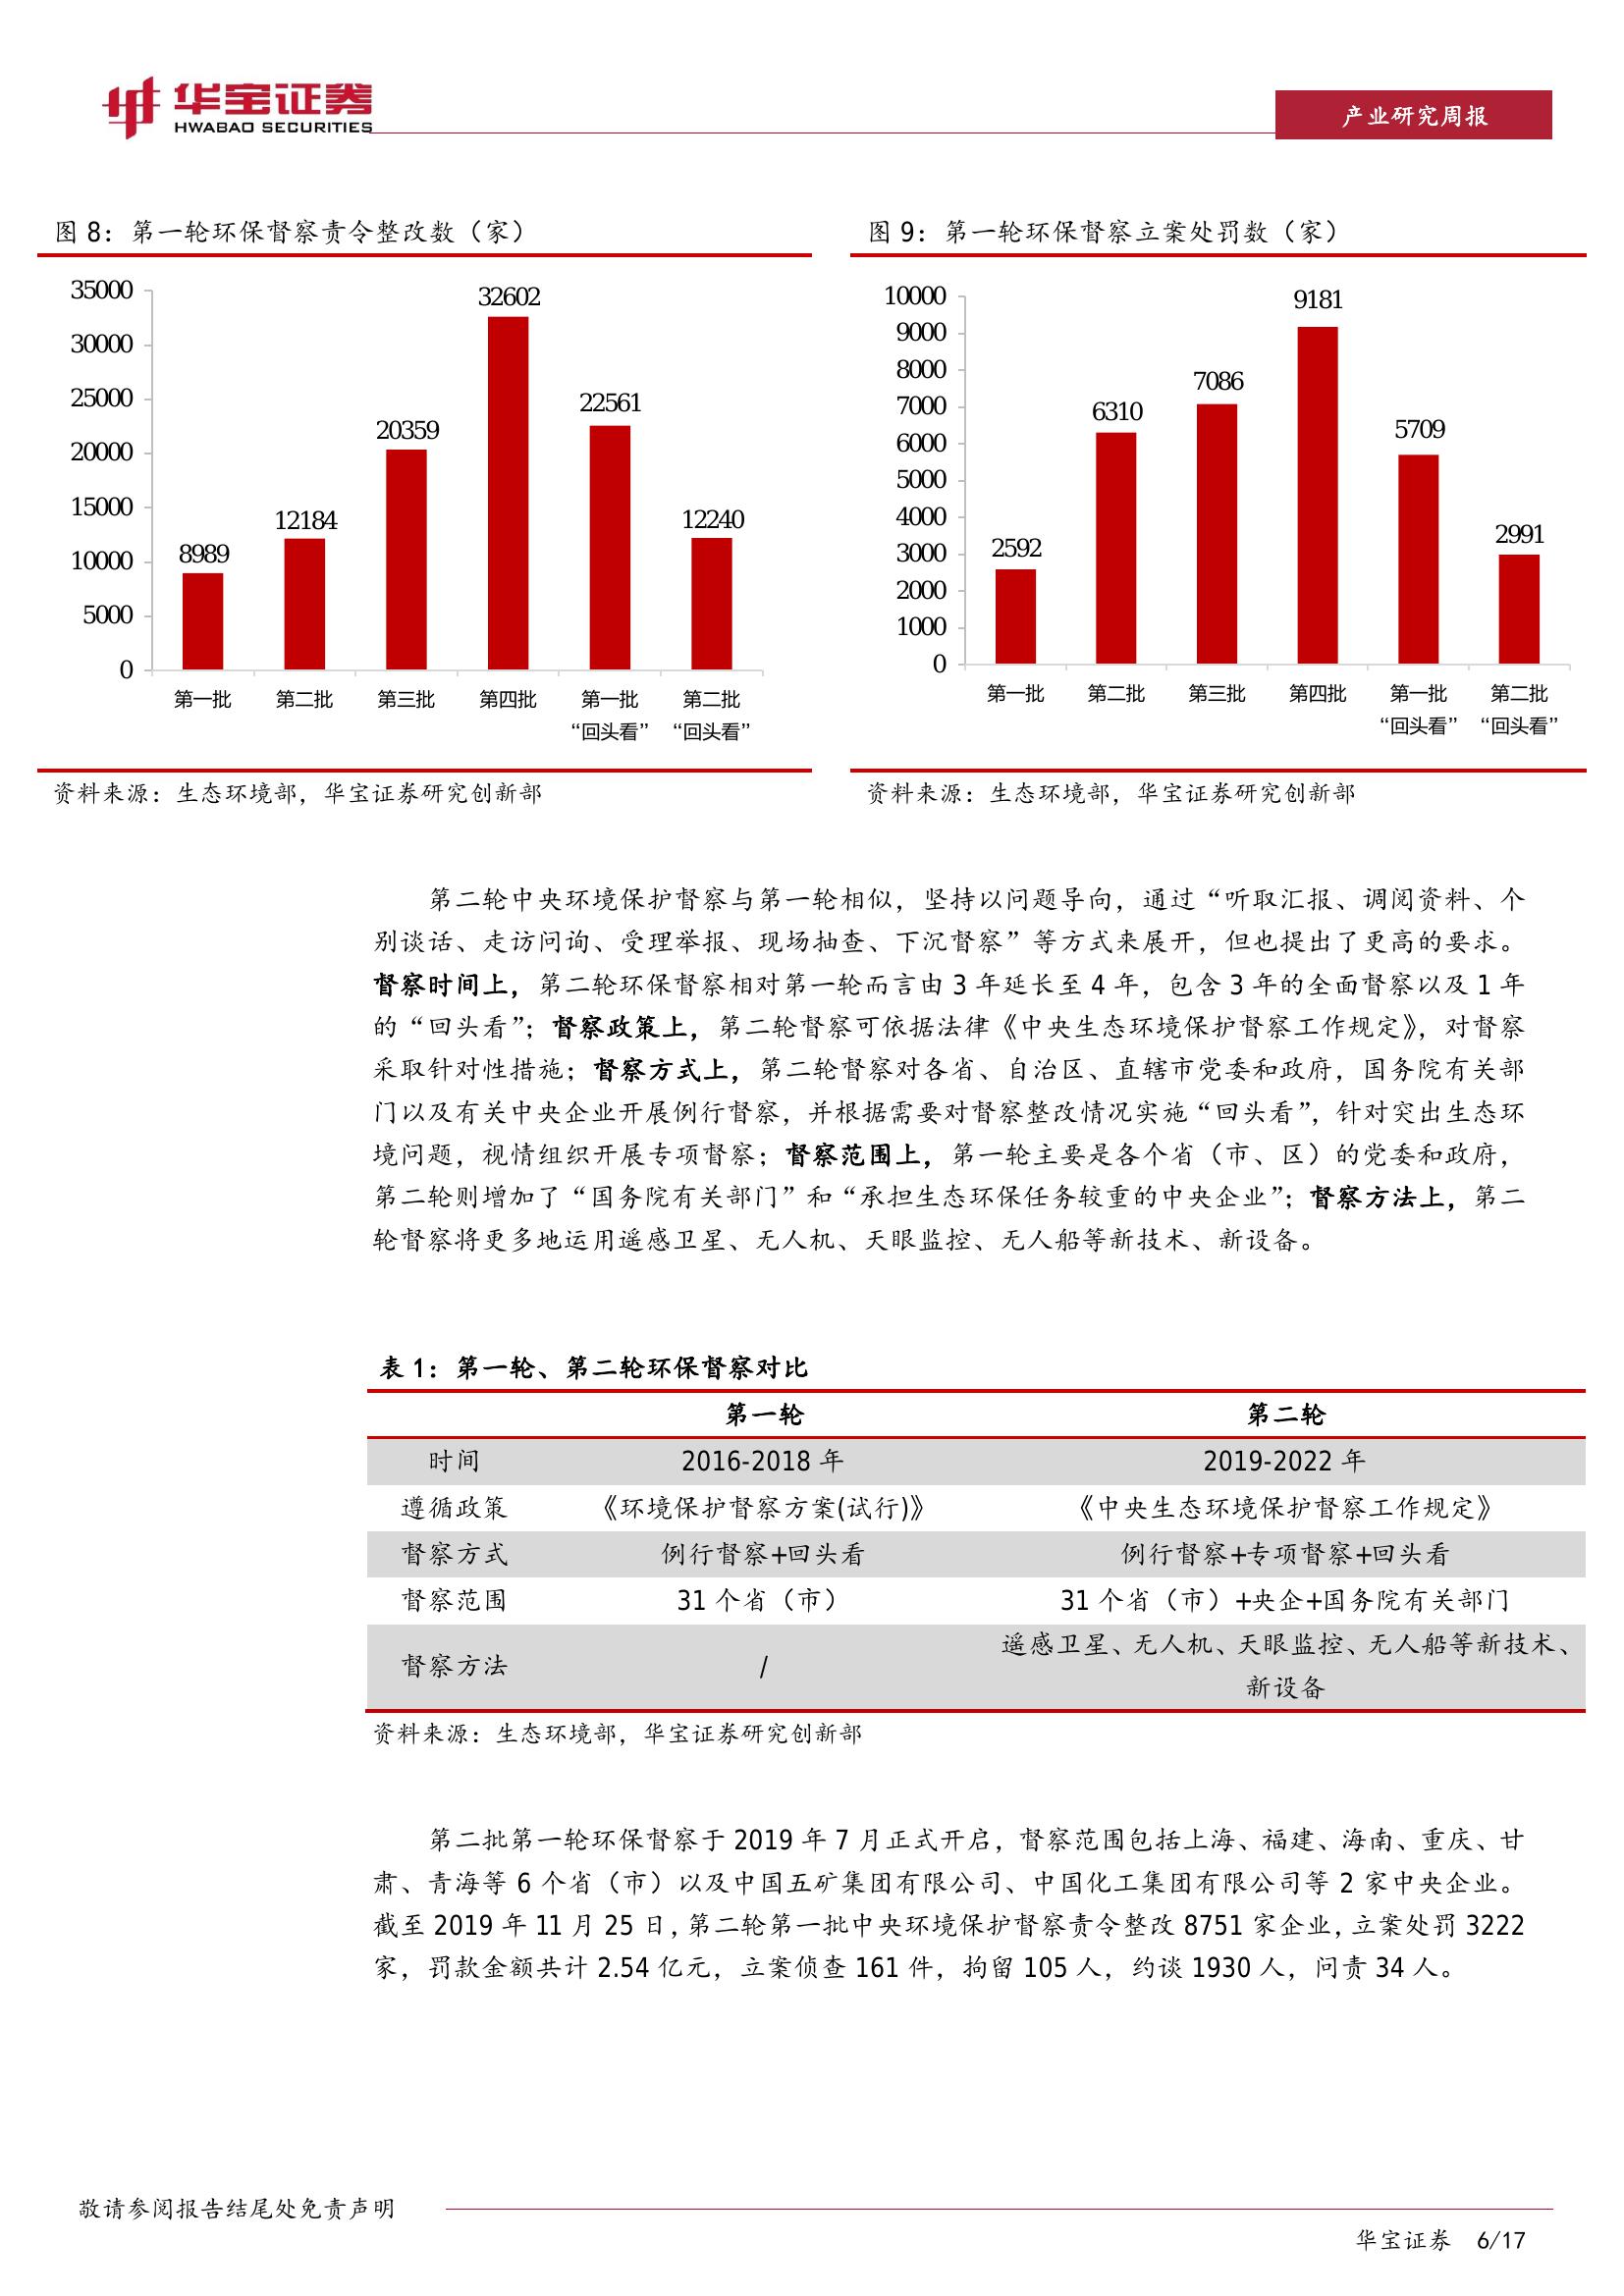 华宝证券
HWABAO SECURITIES
产业研究周报
图 8：第一轮环保督察责令整改数（家）
35000
30000
25000
20000
15000
10000
5000
0
8989
12184
20359
32602
22561
12240
第一批
第二批
第三批
第四批
第一批
“回头看”
第二批
“回头看”
资料来源：生态环境部，华宝证券研究创新部
图 9：第一轮环保督察立案处罚数（家）
10000
9000
8000
7000
6000
5000
4000
3000
2000
1000
0
2592
6310
7086
9181
5709
2991
第一批
第二批
第三批
第四批
第一批
“回头看”
第二批
“回头看”
资料来源：生态环境部，华宝证券研究创新部
第二轮中央环境保护督察与第一轮相似，坚持以问题导向，通过“听取汇报、调阅资料、个
别谈话、走访问询、受理举报、现场抽查、下沉督察”等方式来展开，但也提出了更高的要求。
督察时间上，第二轮环保督察相对第一轮而言由 3 年延长至 4 年，包含 3 年的全面督察以及 1 年
的“回头看”；督察政策上，第二轮督察可依据法律《中央生态环境保护督察工作规定》，对督察
采取针对性措施；督察方式上，第二轮督察对各省、自治区、直辖市党委和政府，国务院有关部
门以及有关中央企业开展例行督察，并根据需要对督察整改情况实施“回头看”，针对突出生态环
境问题，视情组织开展专项督察；督察范围上，第一轮主要是各个省（市、区）的党委和政府，
第二轮则增加了“国务院有关部门”和“承担生态环保任务较重的中央企业”；督察方法上，第二
轮督察将更多地运用遥感卫星、无人机、天眼监控、无人船等新技术、新设备。
表 1：第一轮、第二轮环保督察对比
第一轮 第二轮
时间 2016-2018 年 2019-2022 年
遵循政策 《环境保护督察方案(试行)》 《中央生态环境保护督察工作规定》
督察方式 例行督察+回头看 例行督察+专项督察+回头看
督察范围 31 个省（市） 31 个省（市）+央企+国务院有关部门
督察方法 / 遥感卫星、无人机、天眼监控、无人船等新技术、
新设备
资料来源：生态环境部，华宝证券研究创新部
第二批第一轮环保督察于 2019 年 7 月正式开启，督察范围包括上海、福建、海南、重庆、甘
肃、青海等 6 个省（市）以及中国五矿集团有限公司、中国化工集团有限公司等 2 家中央企业。
截至 2019 年 11 月 25 日，第二轮第一批中央环境保护督察责令整改 8751 家企业，立案处罚 3222
家，罚款金额共计 2.54 亿元，立案侦查 161 件，拘留 105 人，约谈 1930 人，问责 34 人。
敬请参阅报告结尾处免责声明
华宝证券 6/17